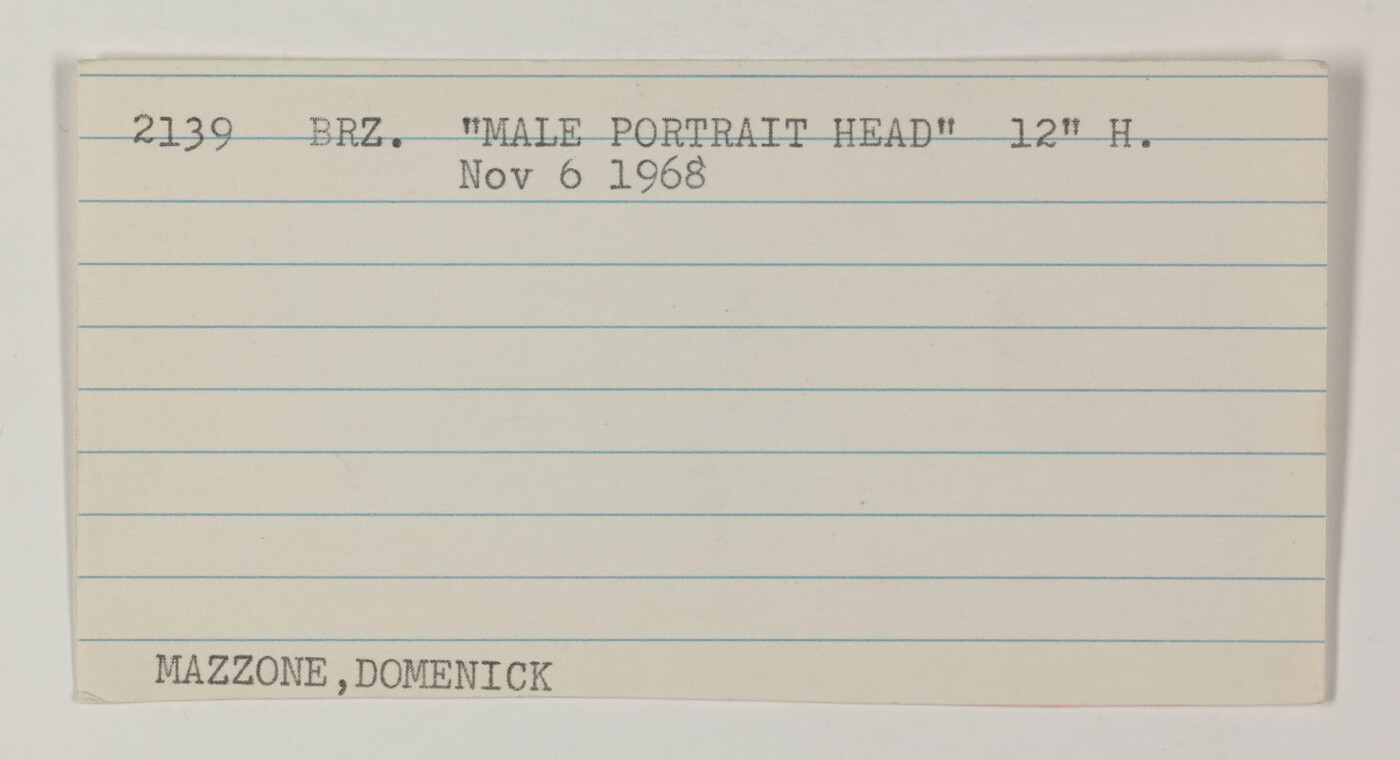 2139 BRZ. "MALE PORTRAIT HEAD" 12" H.
Nov 6 1968
MAZZONE,DOMENICK